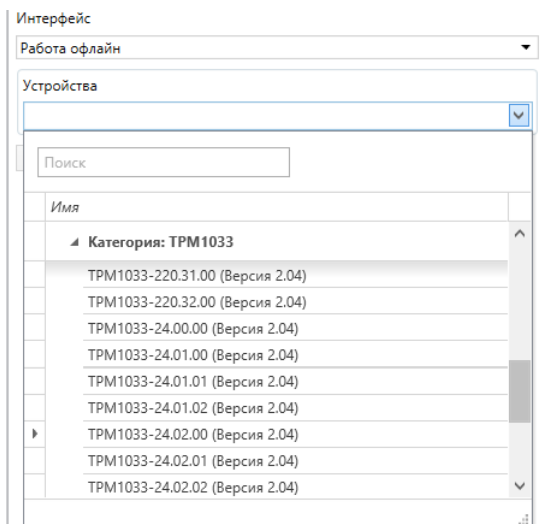 Интерфейс
Работа офлайн
Устройства
Поиск
Имя
Категория: ТРМ1033
ТРМ1033-220.31.00 (Версия 2.04)
ТРМ1033-220.32.00 (Версия 2.04)
ТРМ1033-24.00.00 (Версия 2.04)
ТРМ1033-24.01.00 (Версия 2.04)
ТРМ1033-24.01.01 (Версия 2.04)
ТРМ1033-24.01.02 (Версия 2.04)
ТРМ1033-24.02.00 (Версия 2.04)
ТРМ1033-24.02.01 (Версия 2.04)
ТРМ1033-24.02.02 (Версия 2.04)